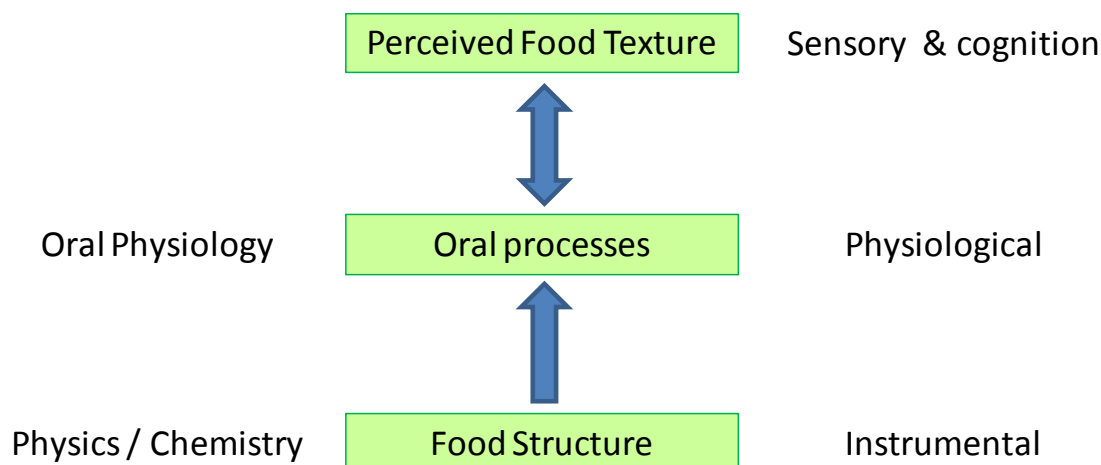 Perceived Food Texture Sensory & cognition
Oral Physiology Oral processes Physiological
Physics / Chemistry Food Structure Instrumental